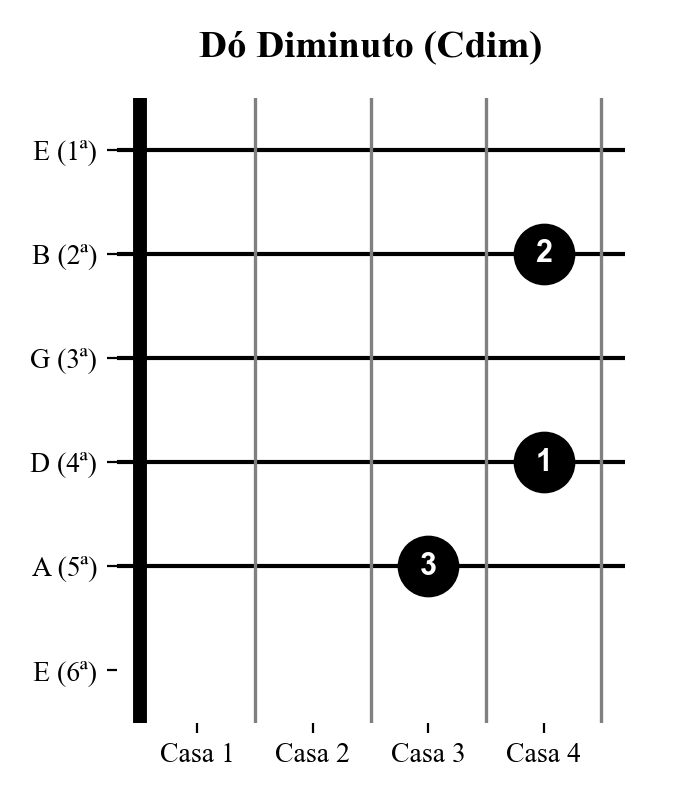 Dó Diminuto (Cdim)
E (1ª)
B (2ª)
2
G (3ª)
D (4ª)
1
A (5ª)
3
E (6ª)
Casa 1 Casa 2 Casa 3 Casa 4